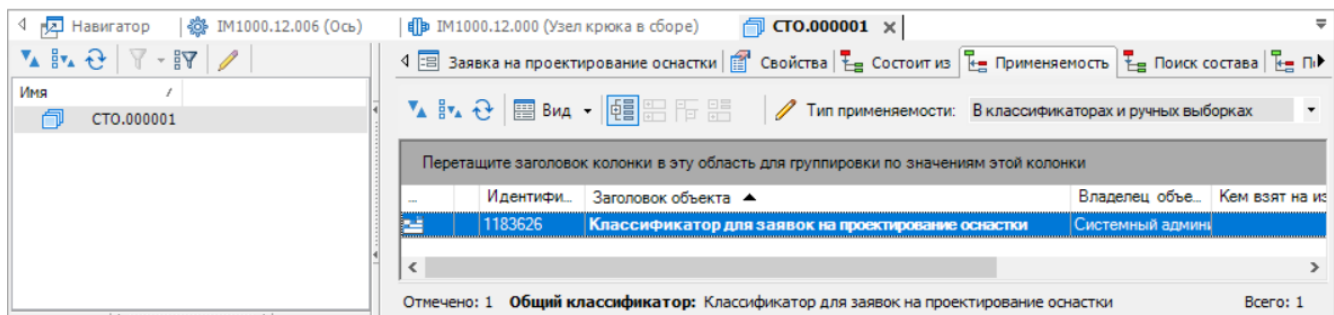 Навигатор IM1000.12.006 (Ось) IM1000.12.000 (Узел крюка в сборе) СТО.000001
Имя
СТО.000001
Заявка на проектирование оснастки Свойства Состоит из Применяемость Поиск состава
Вид Тип применяемости: В классификаторах и ручных выборках
Перетащите заголовок колонки в эту область для группировки по значениям этой колонки
... Идентифи... Заголовок объекта Владелец объе... Кем взят на из
1183626 Классификатор для заявок на проектирование оснастки Системный админи
Отмечено: 1 Общий классификатор: Классификатор для заявок на проектирование оснастки Всего: 1